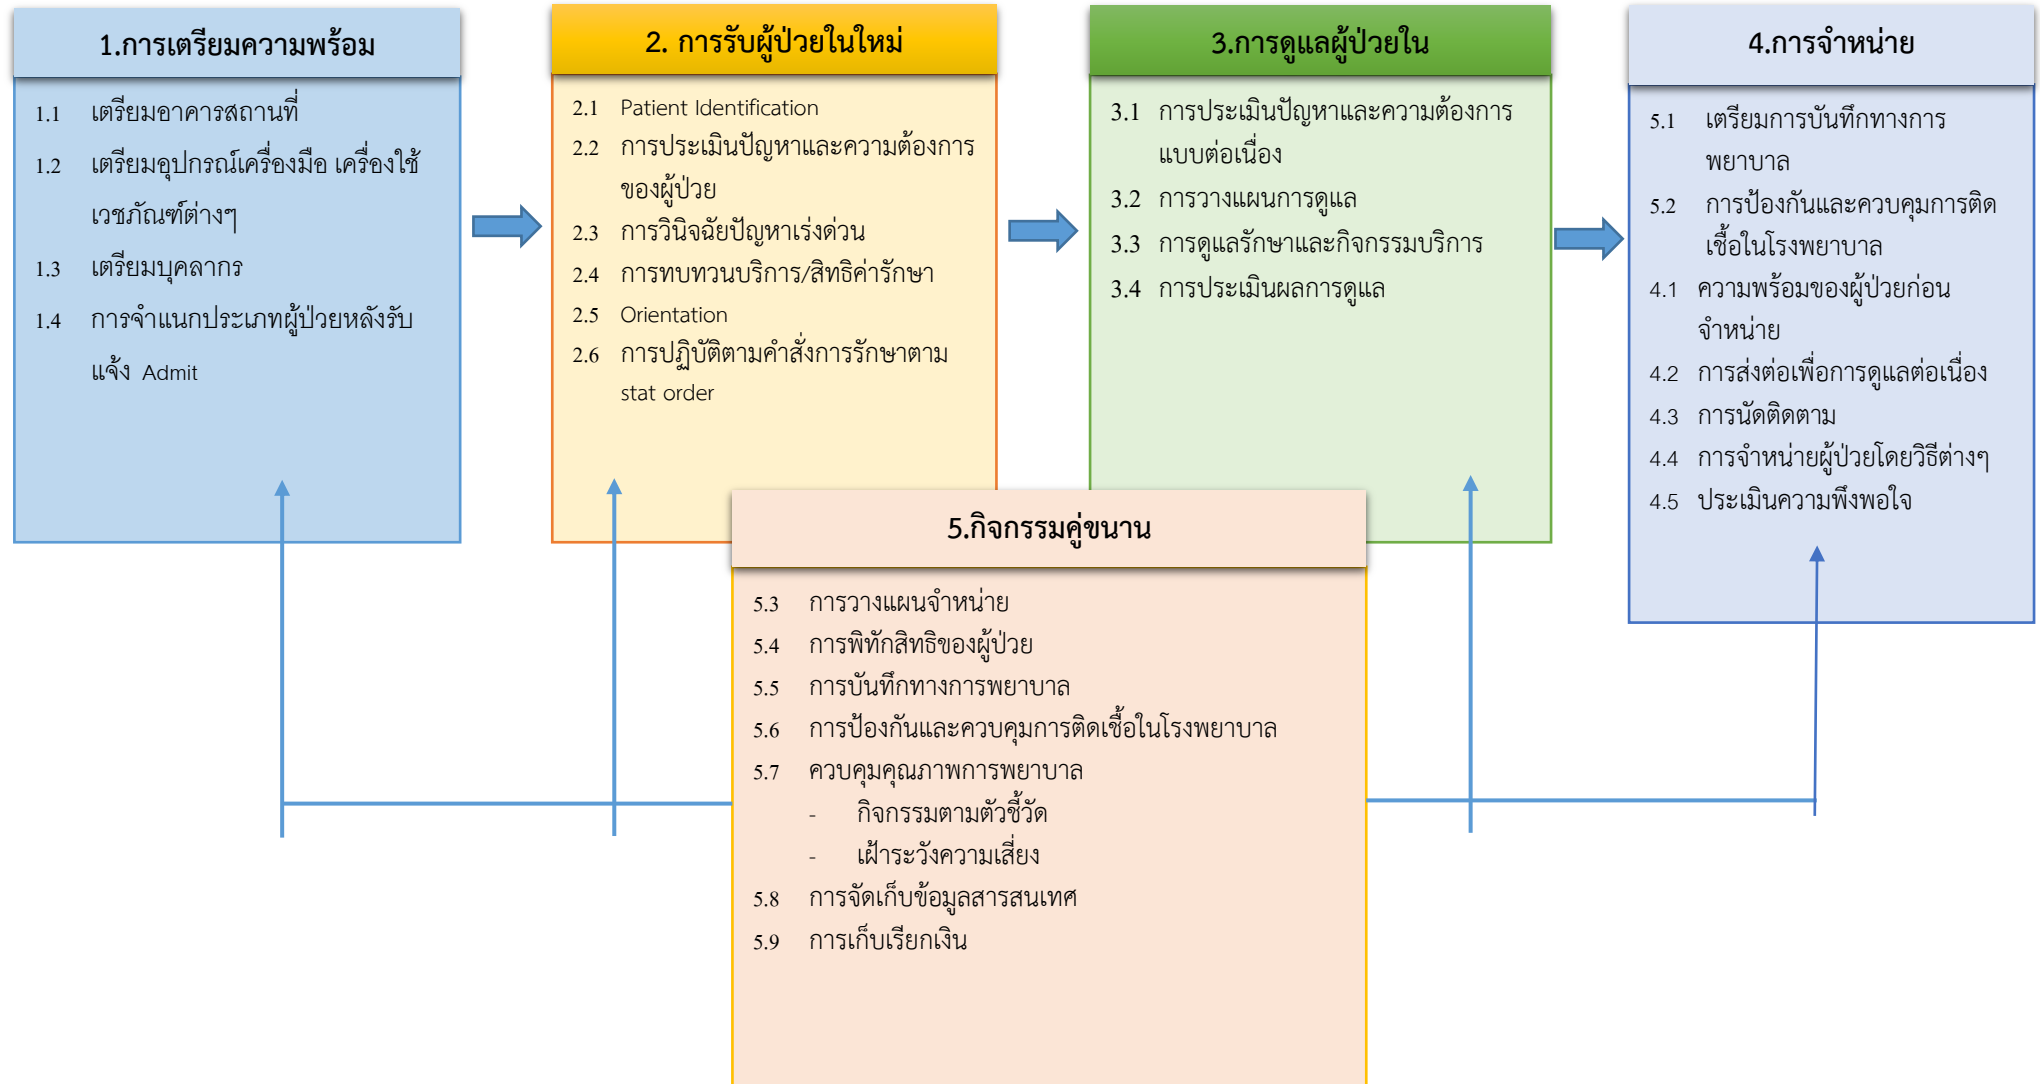 1.การเตรียมความพร้อม
1.1 เตรียมอาคารสถานที่
1.2 เตรียมอุปกรณ์เครื่องมือ เครื่องใช้
เวชภัณฑ์ต่างๆ
1.3 เตรียมบุคลากร
1.4 การจำแนกประเภทผู้ป่วยหลังรับ
แจ้ง Admit
2. การรับผู้ป่วยในใหม่
2.1 Patient Identification
2.2 การประเมินปัญหาและความต้องการ
ของผู้ป่วย
2.3 การวินิจฉัยปัญหาเร่งด่วน
2.4 การทบทวนบริการ/สิทธิค่ารักษา
2.5 Orientation
2.6 การปฏิบัติตามคำสั่งการรักษาตาม
stat order
3.การดูแลผู้ป่วยใน
3.1 การประเมินปัญหาและความต้องการ
แบบต่อเนื่อง
3.2 การวางแผนการดูแล
3.3 การดูแลรักษาและกิจกรรมบริการ
3.4 การประเมินผลการดูแล
4.การจำหน่าย
5.1 เตรียมการบันทึกทางการ
พยาบาล
5.2 การป้องกันและควบคุมการติด
เชื้อในโรงพยาบาล
4.1 ความพร้อมของผู้ป่วยก่อน
จำหน่าย
4.2 การส่งต่อเพื่อการดูแลต่อเนื่อง
4.3 การนัดติดตาม
4.4 การจำหน่ายผู้ป่วยโดยวิธีต่างๆ
4.5 ประเมินความพึงพอใจ
5.กิจกรรมคู่ขนาน
5.3 การวางแผนจำหน่าย
5.4 การพิทักสิทธิของผู้ป่วย
5.5 การบันทึกทางการพยาบาล
5.6 การป้องกันและควบคุมการติดเชื้อในโรงพยาบาล
5.7 ควบคุมคุณภาพการพยาบาล
- กิจกรรมตามตัวชี้วัด
- เฝ้าระวังความเสี่ยง
5.8 การจัดเก็บข้อมูลสารสนเทศ
5.9 การเก็บเรียกเงิน